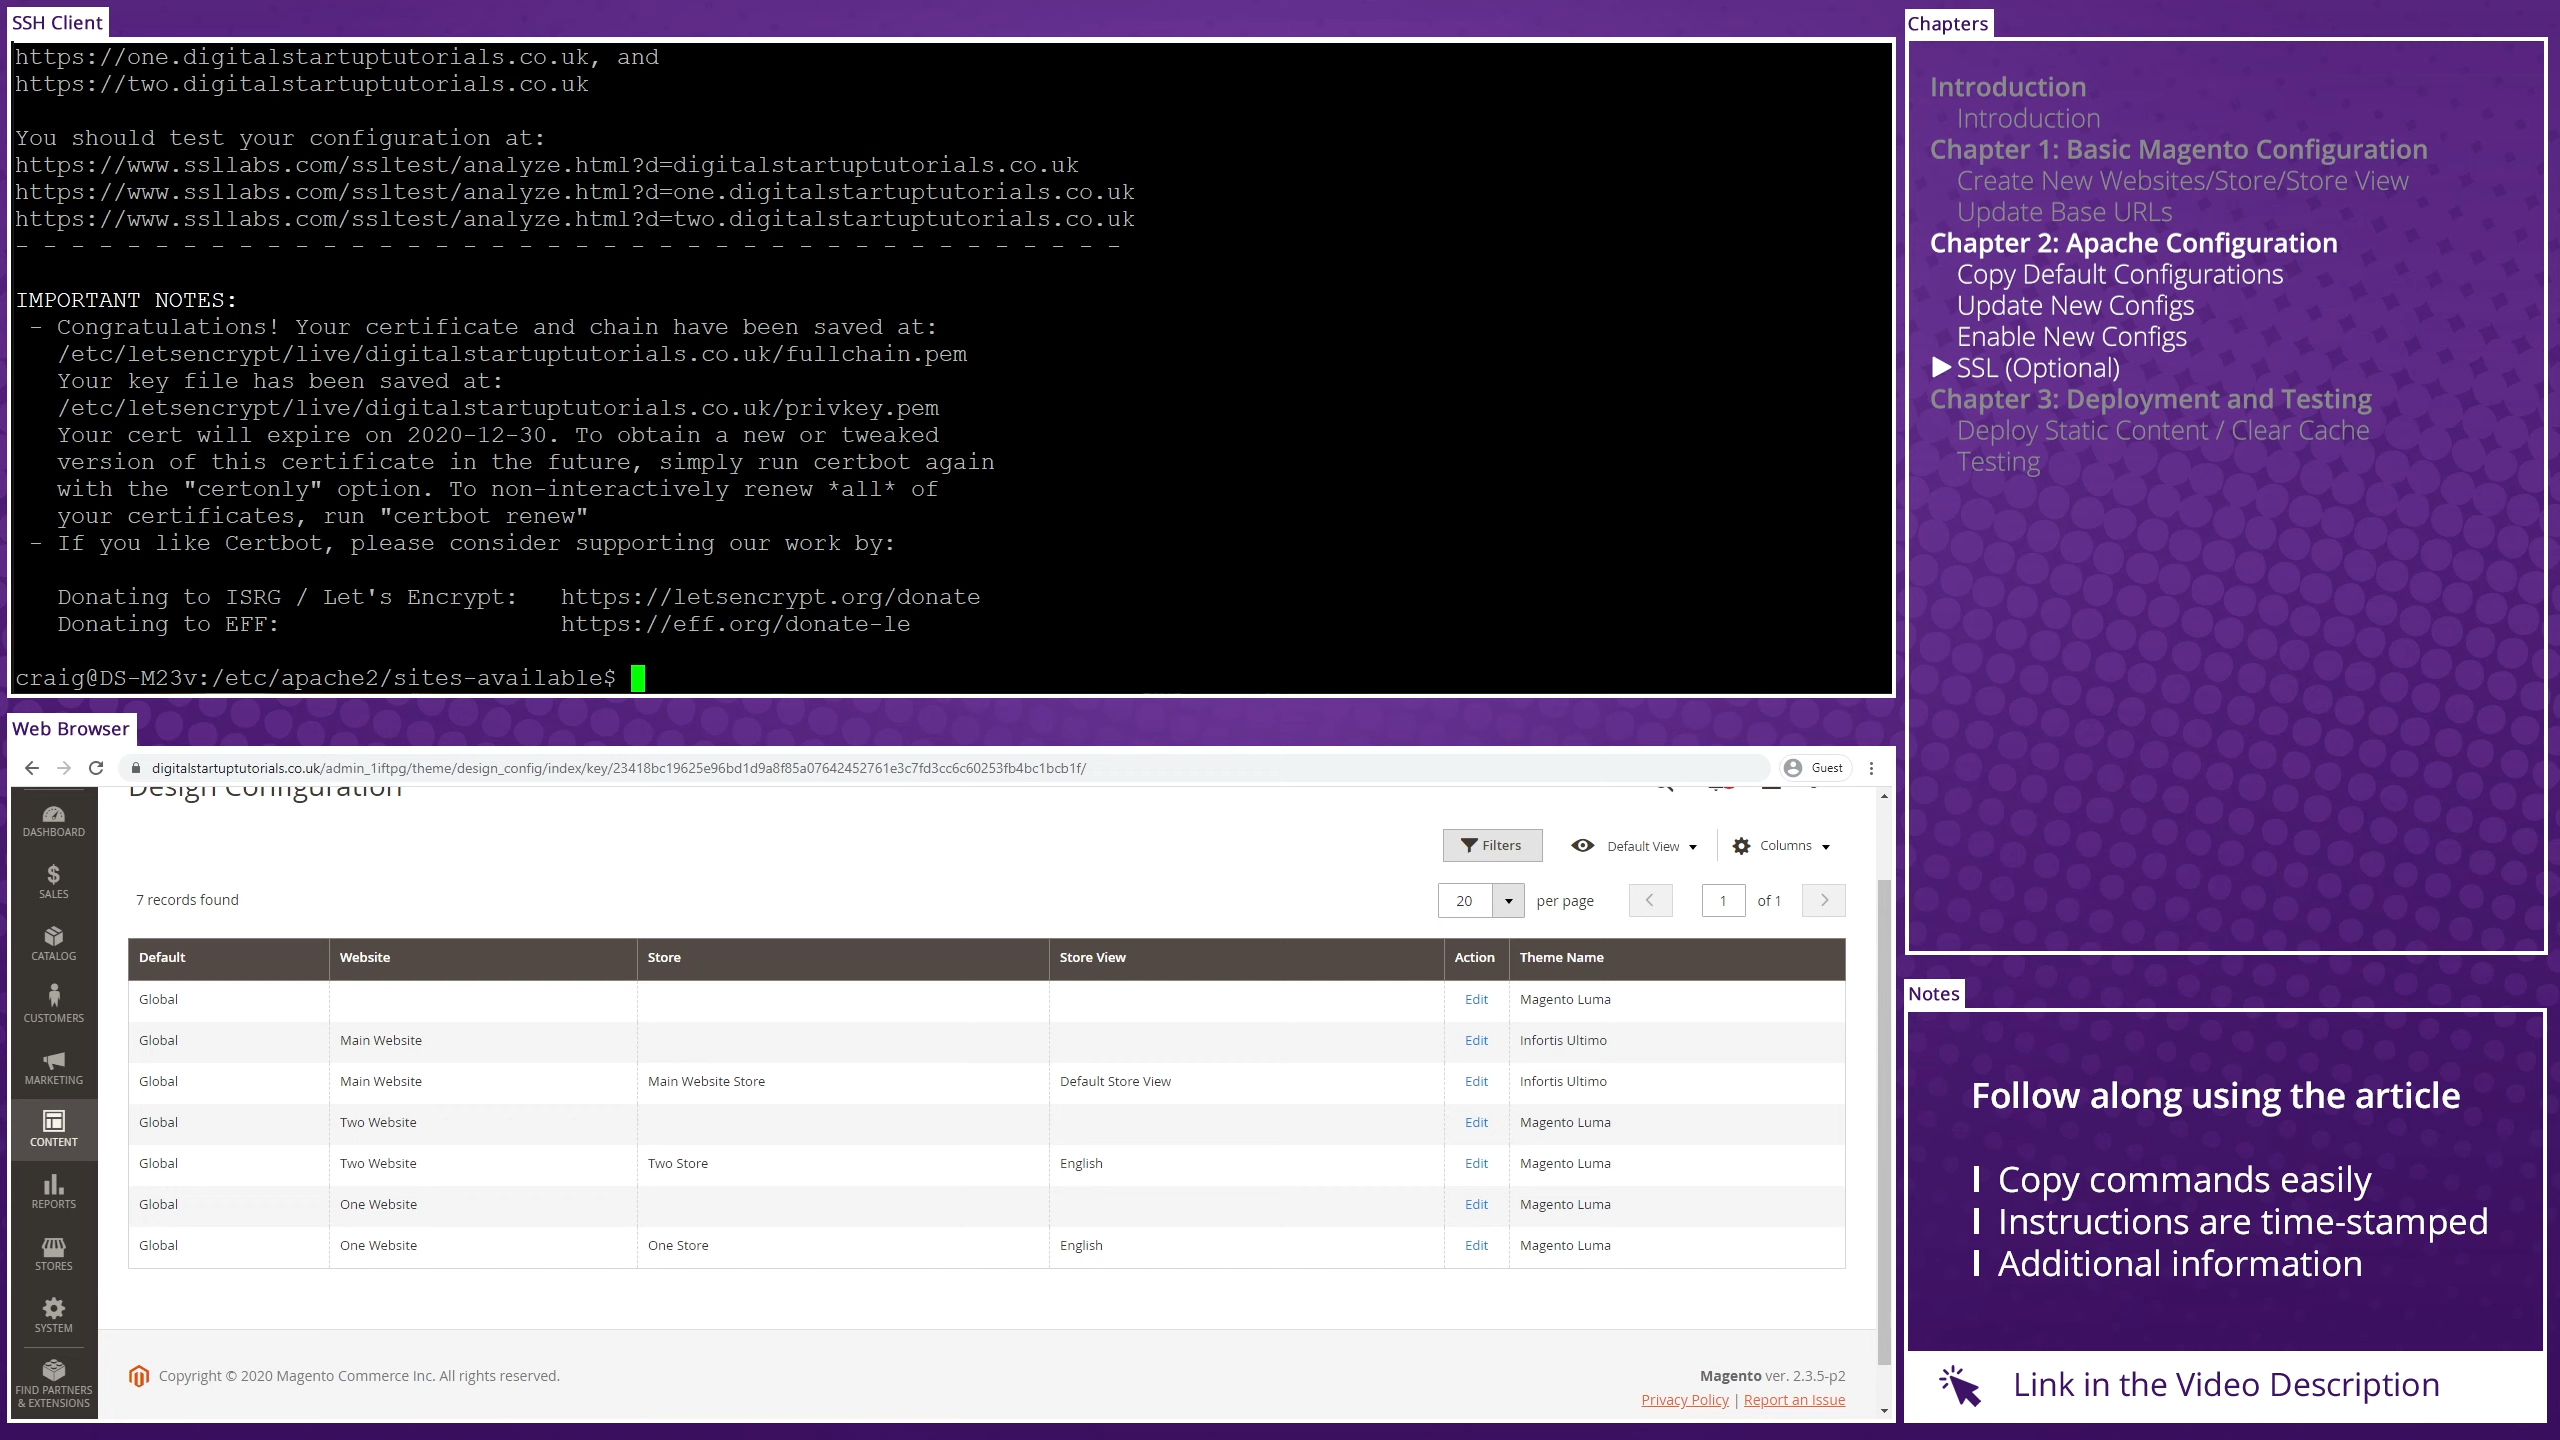 SSH Client
https://one.digitalstartuptutorials.co.uk, and
https://two.digitalstartuptutorials.co.uk
You should test your configuration at:
https://www.ssllabs.com/ssltest/analyze.html?d=digitalstartuptutorials.co.uk
https://www.ssllabs.com/ssltest/analyze.html?d=one.digitalstartuptutorials.co.uk
https://www.ssllabs.com/ssltest/analyze.html?d=two.digitalstartuptutorials.co.uk
- - - - - - - - - - - - - - - - - - - - - - - - - - - - - - - - - - - - - - - -
IMPORTANT NOTES:
- Congratulations! Your certificate and chain have been saved at:
/etc/letsencrypt/live/digitalstartuptutorials.co.uk/fullchain.pem
Your key file has been saved at:
/etc/letsencrypt/live/digitalstartuptutorials.co.uk/privkey.pem
Your cert will expire on 2020-12-30. To obtain a new or tweaked
version of this certificate in the future, simply run certbot again
with the "certonly" option. To non-interactively renew *all* of
your certificates, run "certbot renew"
- If you like Certbot, please consider supporting our work by:
Donating to ISRG / Let's Encrypt: https://letsencrypt.org/donate
Donating to EFF: https://eff.org/donate-le
craig@DS-M23v:/etc/apache2/sites-available$
Web Browser
digitalstartuptutorials.co.uk/admin_1iftpg/theme/design_config/index/key/23418bc19625e96bd1d9a8f85a07642452761e3c7fd3cc6c60253fb4bc1bcb1f/
Guest
Design Configuration
DASHBOARD
SALES
CATALOG
CUSTOMERS
MARKETING
CONTENT
REPORTS
STORES
SYSTEM
FIND PARTNERS
& EXTENSIONS
Filters Default View Columns
7 records found 20 per page 1 of 1
Default Website Store Store View Action Theme Name
Global Edit Magento Luma
Global Main Website Edit Infortis Ultimo
Global Main Website Main Website Store Default Store View Edit Infortis Ultimo
Global Two Website Edit Magento Luma
Global Two Website Two Store English Edit Magento Luma
Global One Website Edit Magento Luma
Global One Website One Store English Edit Magento Luma
Copyright © 2020 Magento Commerce Inc. All rights reserved.
Magento ver. 2.3.5-p2
Privacy Policy | Report an Issue
Chapters
Introduction
Introduction
Chapter 1: Basic Magento Configuration
Create New Websites/Store/Store View
Update Base URLs
Chapter 2: Apache Configuration
Copy Default Configurations
Update New Configs
Enable New Configs
SSL (Optional)
Chapter 3: Deployment and Testing
Deploy Static Content / Clear Cache
Testing
Notes
Follow along using the article
Copy commands easily
Instructions are time-stamped
Additional information
Link in the Video Description